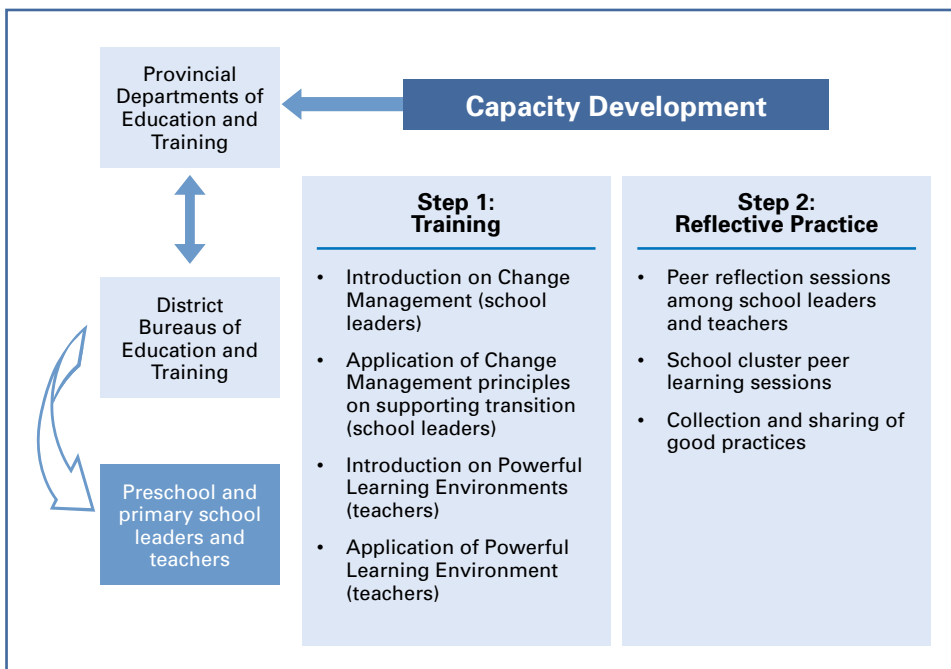 Provincial
Departments of
Education and
Training
Capacity Development
District
Bureaus of
Education and
Training
Preschool and
primary school
leaders and
teachers
Step 1:
Training
• Introduction on Change
Management (school
leaders)
• Application of Change
Management principles
on supporting transition
(school leaders)
• Introduction on Powerful
Learning Environments
(teachers)
• Application of Powerful
Learning Environment
(teachers)
Step 2:
Reflective Practice
• Peer reflection sessions
among school leaders
and teachers
• School cluster peer
learning sessions
• Collection and sharing of
good practices